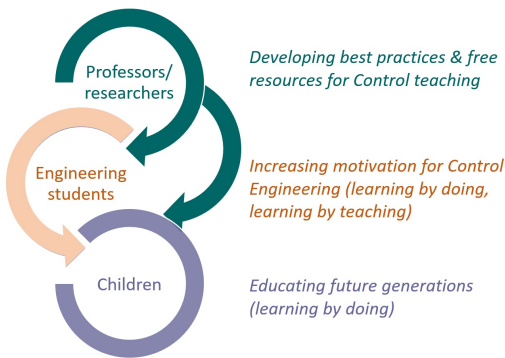 Professors/
researchers
Developing best practices & free
resources for Control teaching
Engineering
students
Increasing motivation for Control
Engineering (learning by doing,
learning by teaching)
Children
Educating future generations
(learning by doing)